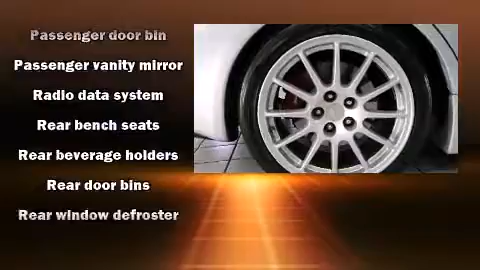 Passenger door bin
Passenger vanity mirror
Radio data system
Rear bench seats
Rear beverage holders
Rear door bins
Rear window defroster